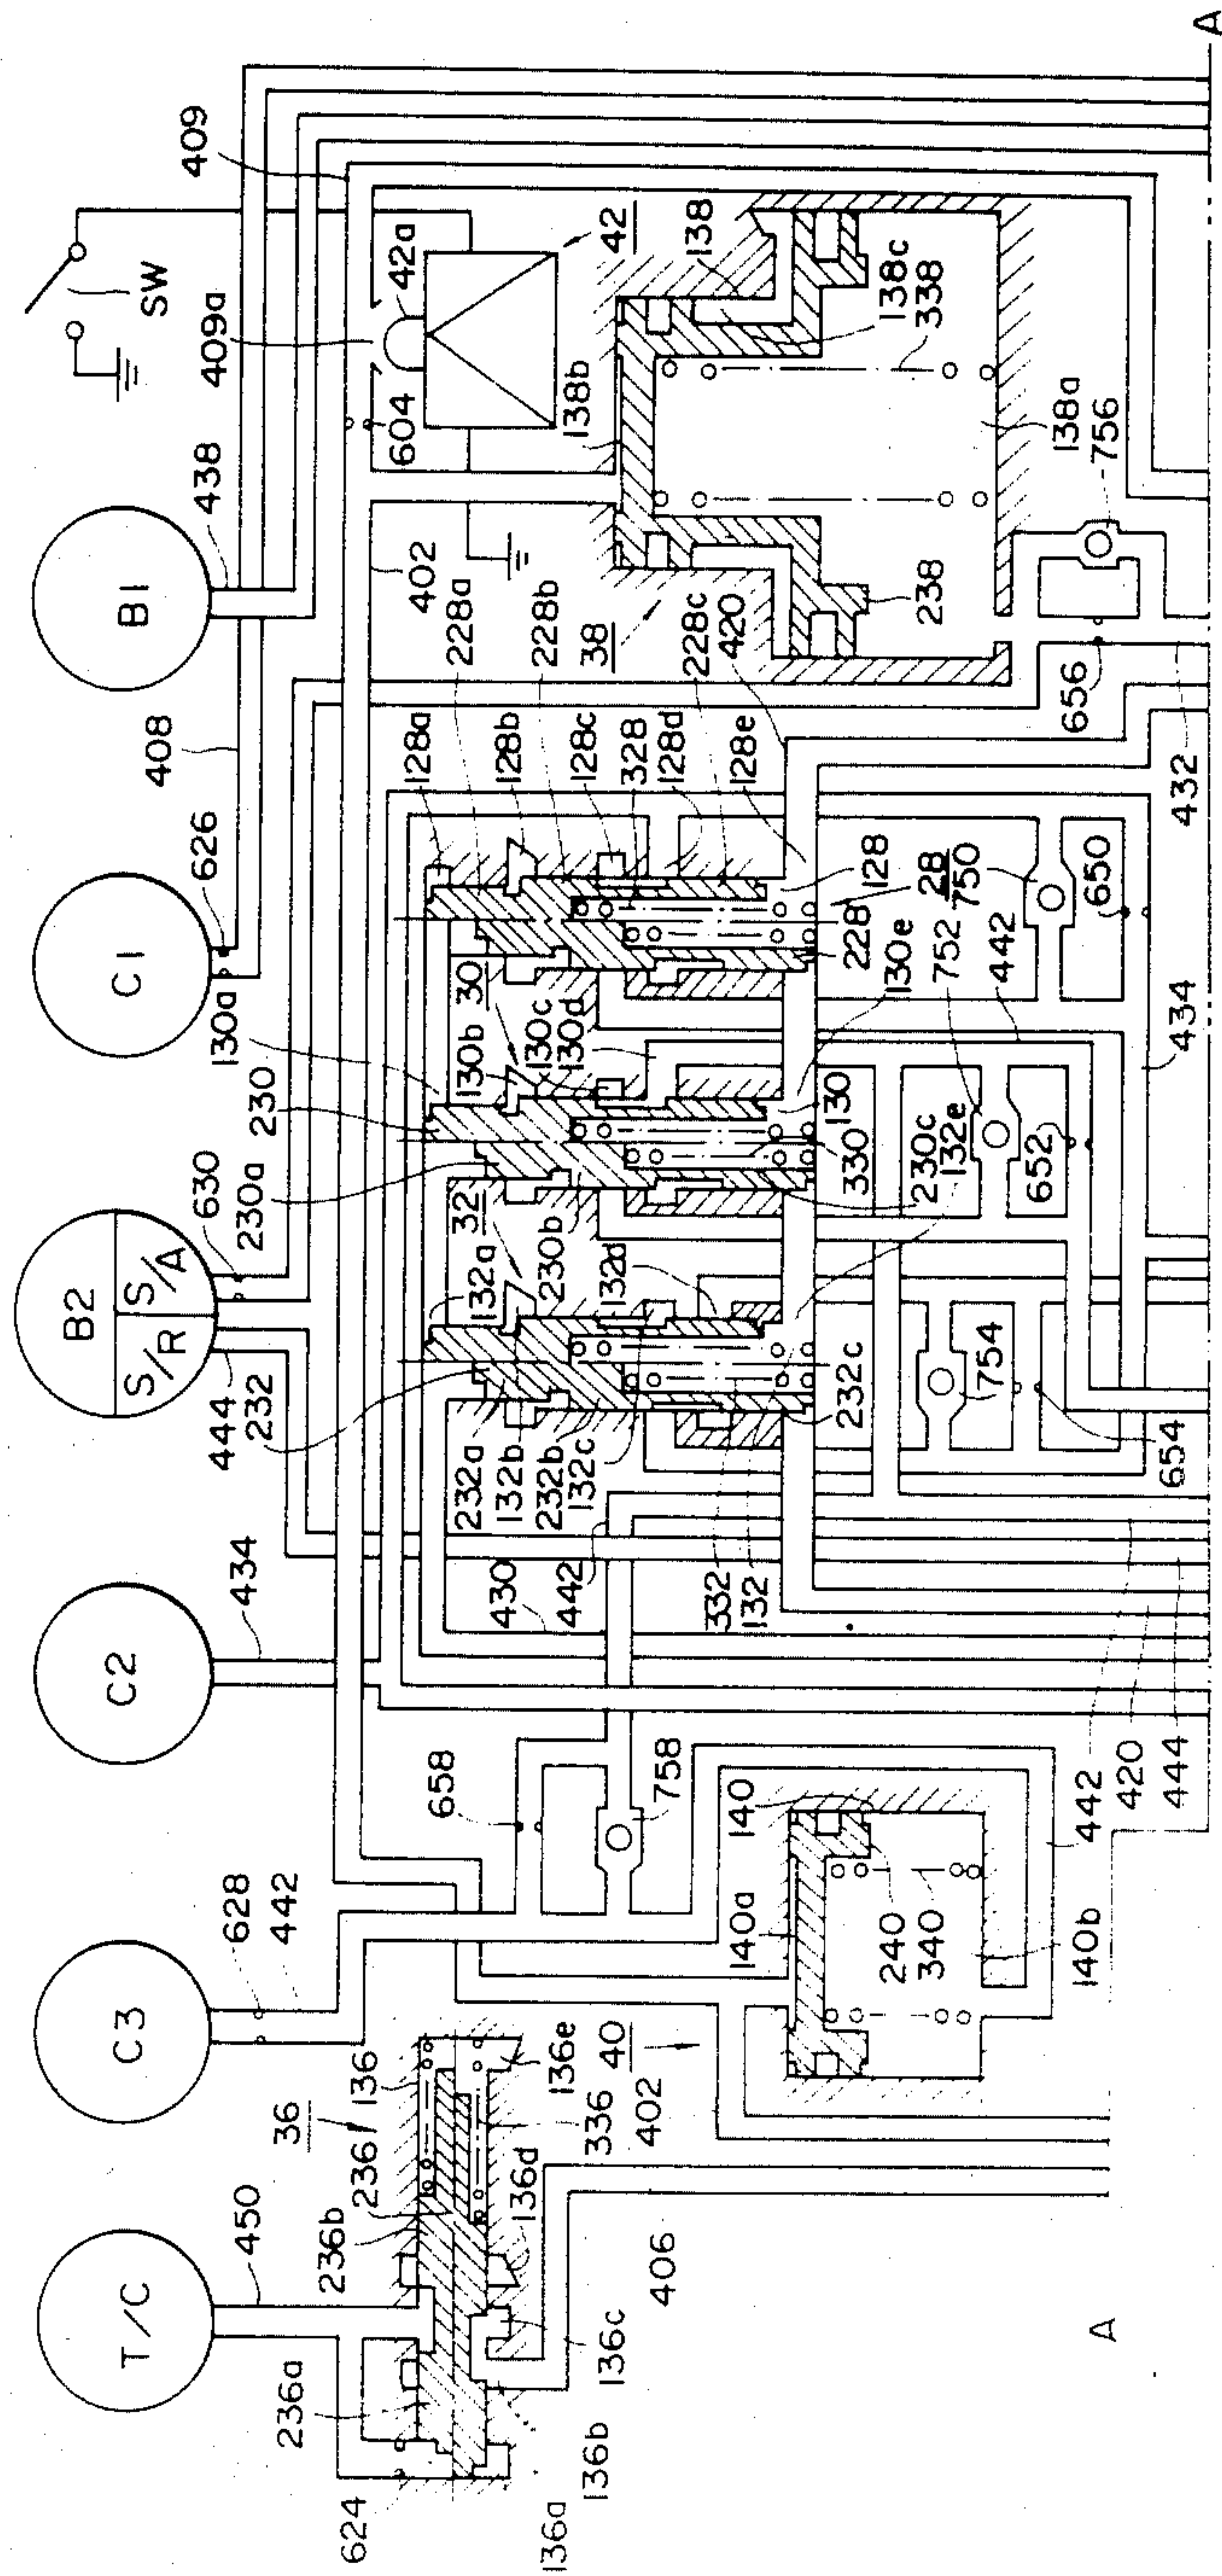 T/C
C3
C2
B2
S/R
S/A
C1
B1
SW
450
628
442
434
444
630
626
408
438
409a
409
42a
42
604
36
236
136
236b
236a
624
136a
136b
136c
136d
136e
336
406
40
402
658
758
140a
140
240
340
140b
442
420
444
430
442
232
232a
132b
232b
132c
332
132
132a
32
230a
230
130a
230b
132d
232c
754
654
130b
30
130c
130d
330
230c
132e
130
130e
652
752
442
434
128a
228a
128b
228b
128c
328
128d
228c
128e
420
128
28
228
750
650
402
38
138b
138
138c
338
138a
238
756
656
432
A
A